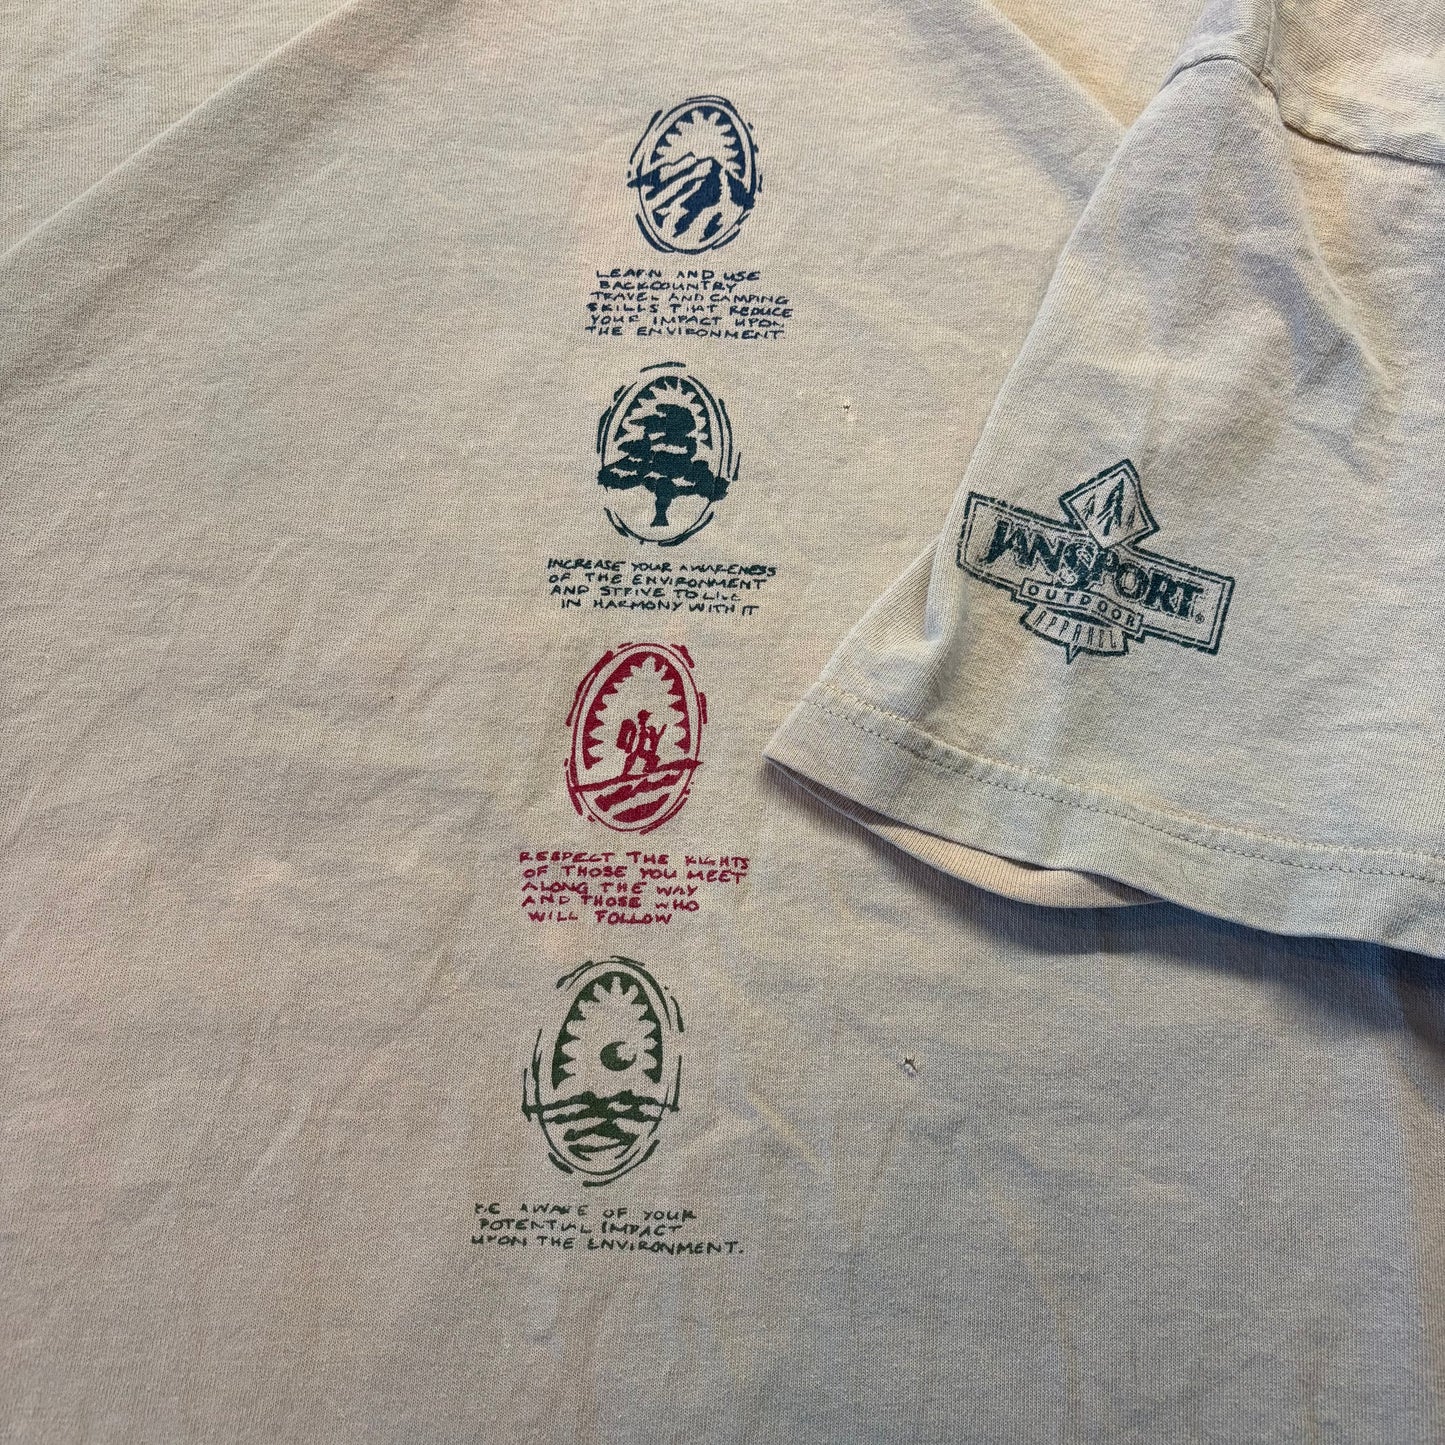 LEARN AND USE
BACKCOUNTRY
TRAVEL AND CAMPING
SKILLS THAT REDUCE
YOUR IMPACT UPON
THE ENVIRONMENT.
INCREASE YOUR AWARENESS
OF THE ENVIRONMENT
AND STRIVE TO LIVE
IN HARMONY WITH IT
RESPECT THE RIGHTS
OF THOSE YOU MEET
ALONG THE WAY
AND THOSE WHO
WILL FOLLOW
BE AWARE OF YOUR
POTENTIAL IMPACT
UPON THE ENVIRONMENT.
JANSPORT®
OUTDOOR
APPAREL